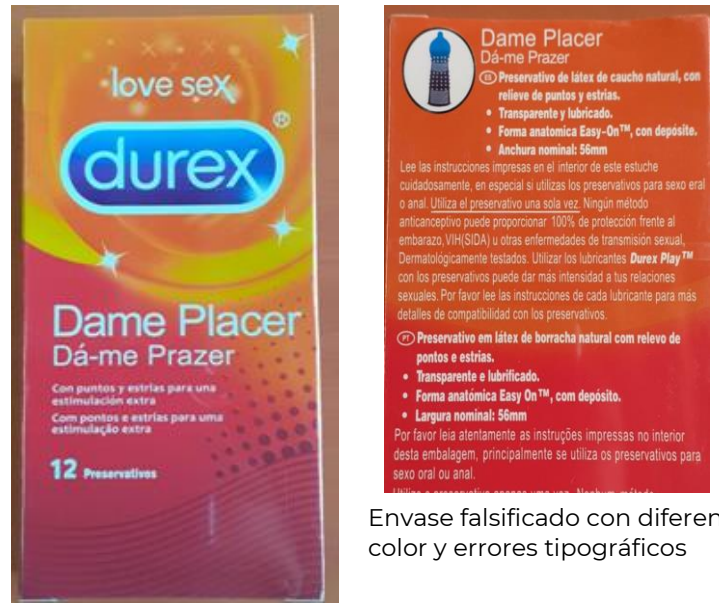 love sex
durex®
Dame Placer
Dá-me Prazer
Con puntos y estrías para una
estimulación extra
Com pontos e estrias para uma
estimulação extra
12 Preservativos
Dame Placer
Dá-me Prazer
ES Preservativo de látex de caucho natural, con
relieve de puntos y estrias.
• Transparente y lubricado.
• Forma anatomica Easy-On™, con depósite.
• Anchura nominal: 56mm
Lee las instrucciones impresas en el interior de este estuche
cuidadosamente, en especial si utilizas los preservativos para sexo eral
o anal. Utiliza el preservativo una sola vez. Ningún método
anticanceptivo puede proporcionar 100% de protección frente al
embarazo, VIH(SIDA) u otras enfermedades de transmisión sexual,
Dermatológicamente testados. Utilizar los lubricantes Durex Play™
con los preservativos puede dar más intensidad a tus relaciones
sexuales. Por favor lee las instrucciones de cada lubricante para más
detalles de compatibilidad con los preservativos.
PT Preservativo em látex de borracha natural com relevo de
pontos e estrias.
• Transparente e lubrificado.
• Forma anatómica Easy On™, com depósito.
• Largura nominal: 56mm
Por favor leia atentamente as instruções impressas no interior
desta embalagem, principalmente se utiliza os preservativos para
sexo oral ou anal.
Envase falsificado con diferen
color y errores tipográficos